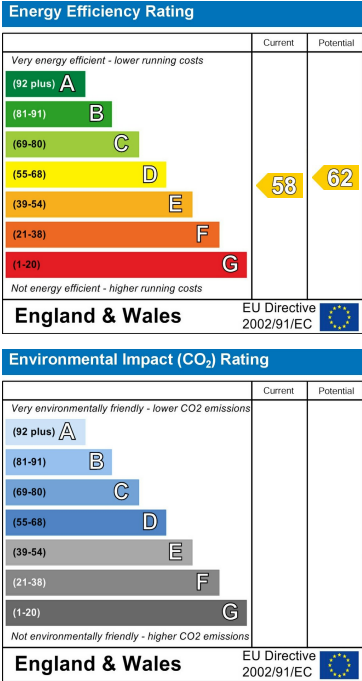 Energy Efficiency Rating
Current Potential
Very energy efficient - lower running costs
(92 plus) A
(81-91) B
(69-80) C
(55-68) D
(39-54) E
(21-38) F
(1-20) G
58 62
Not energy efficient - higher running costs
England & Wales
EU Directive
2002/91/EC
Environmental Impact (CO₂) Rating
Current Potential
Very environmentally friendly - lower CO2 emissions
(92 plus) A
(81-91) B
(69-80) C
(55-68) D
(39-54) E
(21-38) F
(1-20) G
Not environmentally friendly - higher CO2 emissions
England & Wales
EU Directive
2002/91/EC